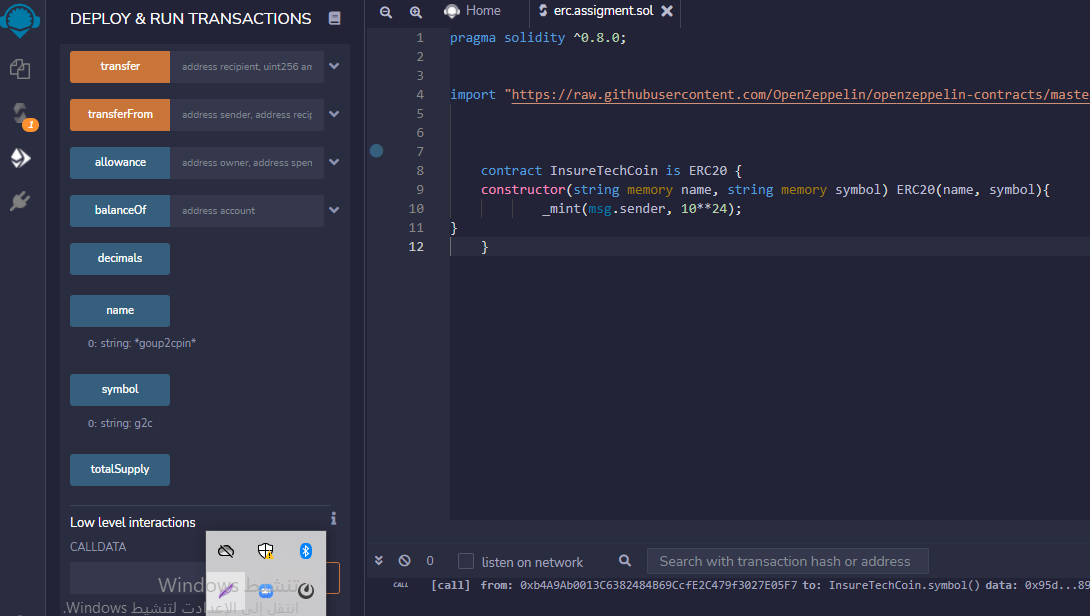 DEPLOY & RUN TRANSACTIONS
transfer
address recipient, uint256 am
transferFrom
address sender, address recip
allowance
address owner, address spen
balanceOf
address account
decimals
name
0: string: *goup2cpin*
symbol
0: string: g2c
totalSupply
Low level interactions
CALLDATA
1
Home
erc.assigment.sol
1 pragma solidity ^0.8.0;
2
3
4 import "https://raw.githubusercontent.com/OpenZeppelin/openzeppelin-contracts/maste
5
6
7
8 contract InsureTechCoin is ERC20 {
9 constructor(string memory name, string memory symbol) ERC20(name, symbol){
10 _mint(msg.sender, 10**24);
11 }
12 }
0
listen on network
Search with transaction hash or address
CALL [call] from: 0xb4A9Ab0013C6382484B69CcfE2C479f3027E05F7 to: InsureTechCoin.symbol() data: 0x95d...89
تنشيط Windows
انتقل إلى الإعدادت لتنشيط Windows.